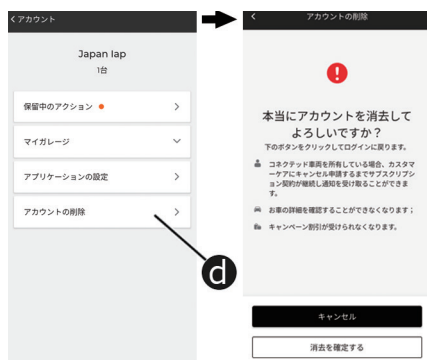 アカウント
Japan lap
1台
保留中のアクション
マイガレージ
アプリケーションの設定
アカウントの削除
d
アカウントの削除
本当にアカウントを消去して
よろしいですか？
下のボタンをクリックしてログインに戻ります。
コネクテッド車両を所有している場合、カスタマ
ーケアにキャンセル申請するまでサブスクリプシ
ョン契約が継続し通知を受け取ることができま
す。
お車の詳細を確認することができなくなります；
キャンペーン割引が受けられなくなります。
キャンセル
消去を確定する